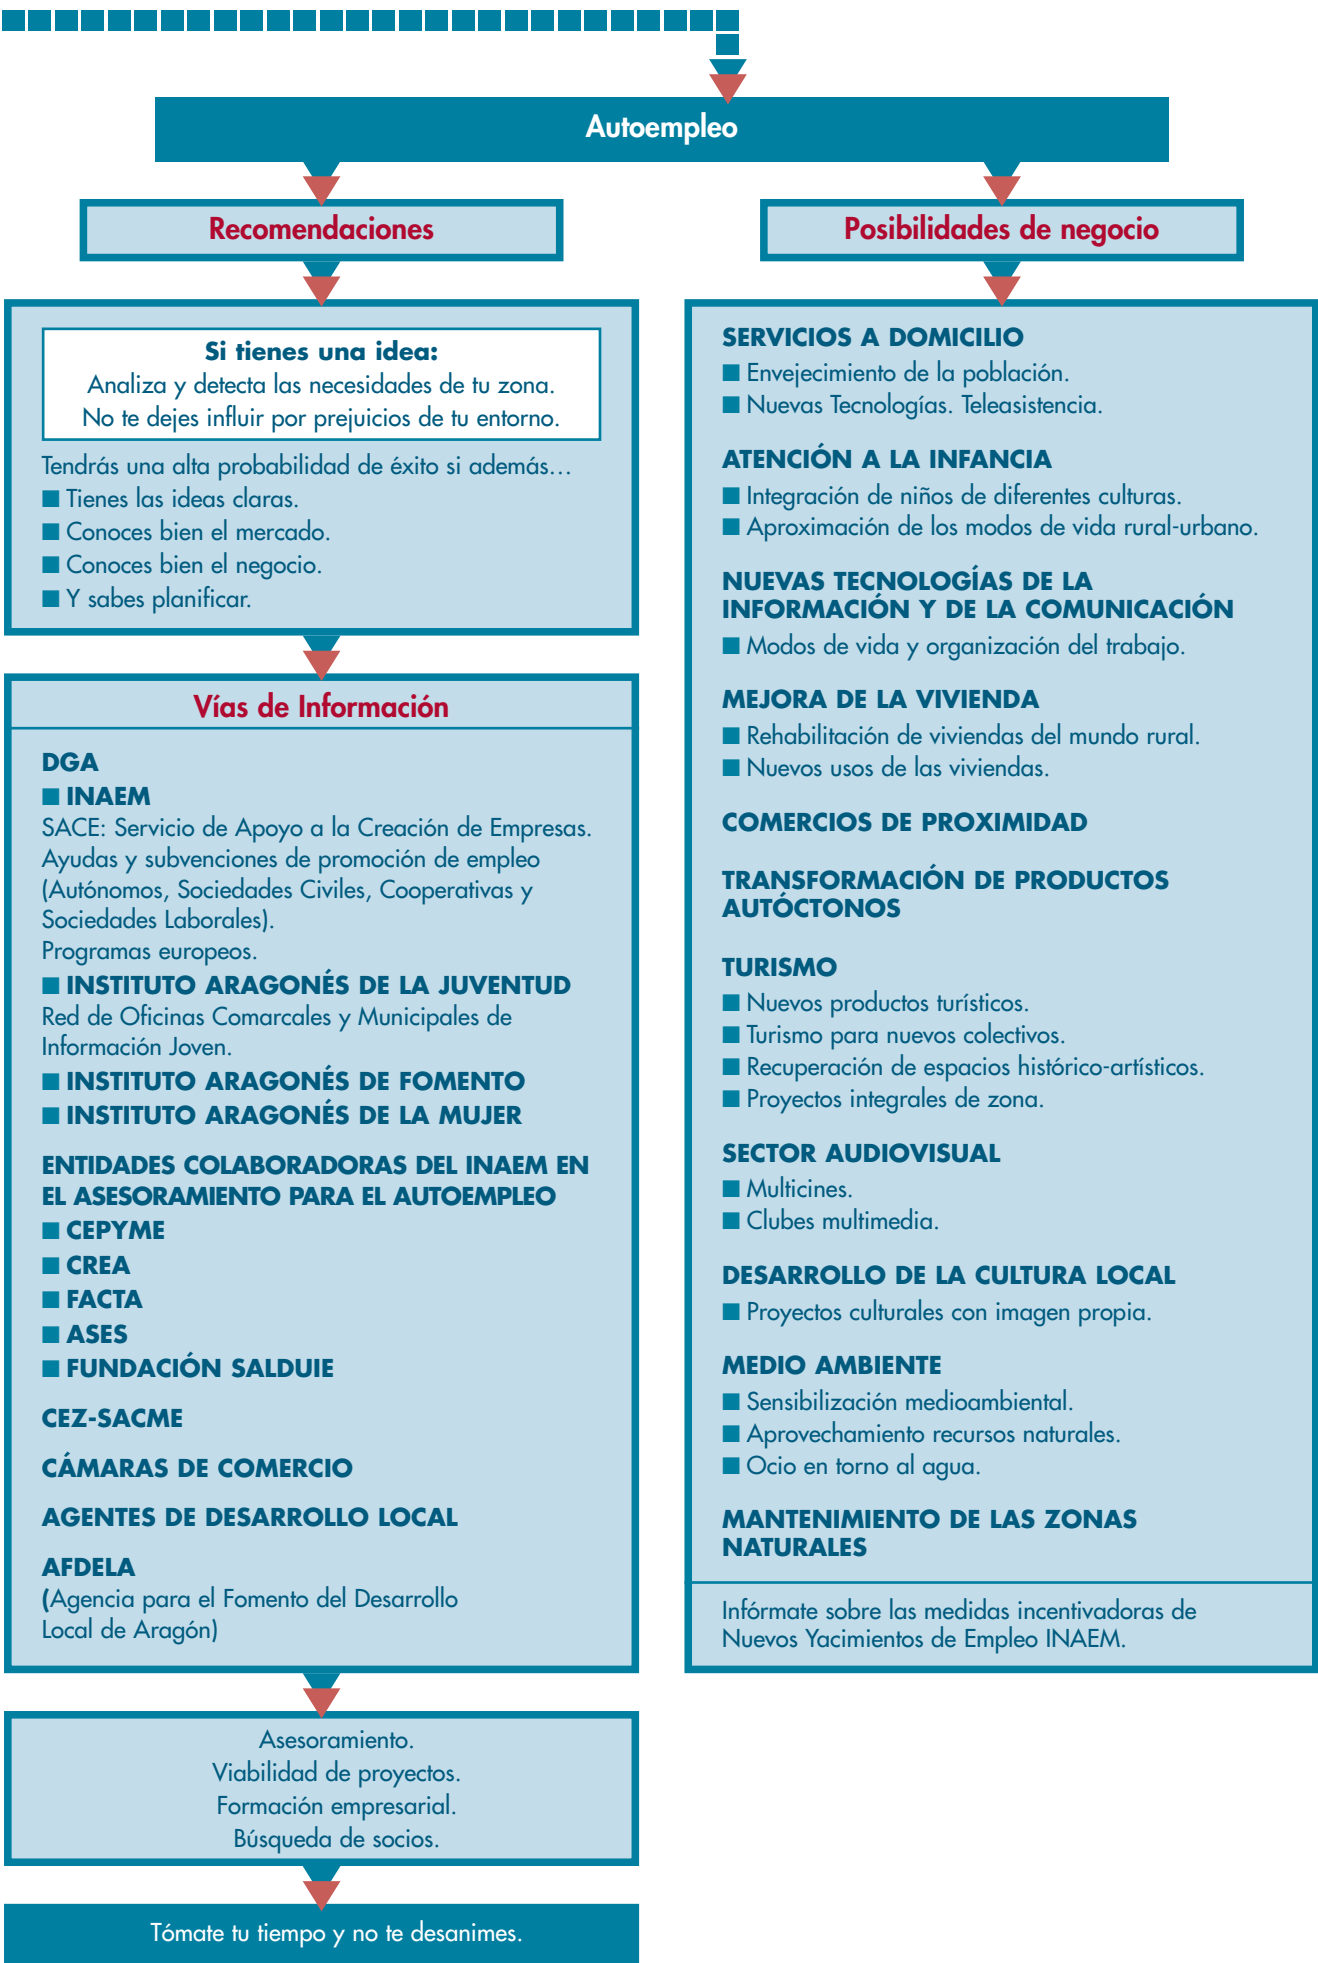 Autoempleo
Recomendaciones
Si tienes una idea:
Analiza y detecta las necesidades de tu zona.
No te dejes influir por prejuicios de tu entorno.
Tendrás una alta probabilidad de éxito si además…
■ Tienes las ideas claras.
■ Conoces bien el mercado.
■ Conoces bien el negocio.
■ Y sabes planificar.
Vías de Información
DGA
■ INAEM
SACE: Servicio de Apoyo a la Creación de Empresas.
Ayudas y subvenciones de promoción de empleo
(Autónomos, Sociedades Civiles, Cooperativas y
Sociedades Laborales).
Programas europeos.
■ INSTITUTO ARAGONÉS DE LA JUVENTUD
Red de Oficinas Comarcales y Municipales de
Información Joven.
■ INSTITUTO ARAGONÉS DE FOMENTO
■ INSTITUTO ARAGONÉS DE LA MUJER
ENTIDADES COLABORADORAS DEL INAEM EN
EL ASESORAMIENTO PARA EL AUTOEMPLEO
■ CEPYME
■ CREA
■ FACTA
■ ASES
■ FUNDACIÓN SALDUIE
CEZ-SACME
CÁMARAS DE COMERCIO
AGENTES DE DESARROLLO LOCAL
AFDELA
(Agencia para el Fomento del Desarrollo
Local de Aragón)
Asesoramiento.
Viabilidad de proyectos.
Formación empresarial.
Búsqueda de socios.
Tómate tu tiempo y no te desanimes.
Posibilidades de negocio
SERVICIOS A DOMICILIO
■ Envejecimiento de la población.
■ Nuevas Tecnologías. Teleasistencia.
ATENCIÓN A LA INFANCIA
■ Integración de niños de diferentes culturas.
■ Aproximación de los modos de vida rural-urbano.
NUEVAS TECNOLOGÍAS DE LA
INFORMACIÓN Y DE LA COMUNICACIÓN
■ Modos de vida y organización del trabajo.
MEJORA DE LA VIVIENDA
■ Rehabilitación de viviendas del mundo rural.
■ Nuevos usos de las viviendas.
COMERCIOS DE PROXIMIDAD
TRANSFORMACIÓN DE PRODUCTOS
AUTÓCTONOS
TURISMO
■ Nuevos productos turísticos.
■ Turismo para nuevos colectivos.
■ Recuperación de espacios histórico-artísticos.
■ Proyectos integrales de zona.
SECTOR AUDIOVISUAL
■ Multicines.
■ Clubes multimedia.
DESARROLLO DE LA CULTURA LOCAL
■ Proyectos culturales con imagen propia.
MEDIO AMBIENTE
■ Sensibilización medioambiental.
■ Aprovechamiento recursos naturales.
■ Ocio en torno al agua.
MANTENIMIENTO DE LAS ZONAS
NATURALES
Infórmate sobre las medidas incentivadoras de
Nuevos Yacimientos de Empleo INAEM.